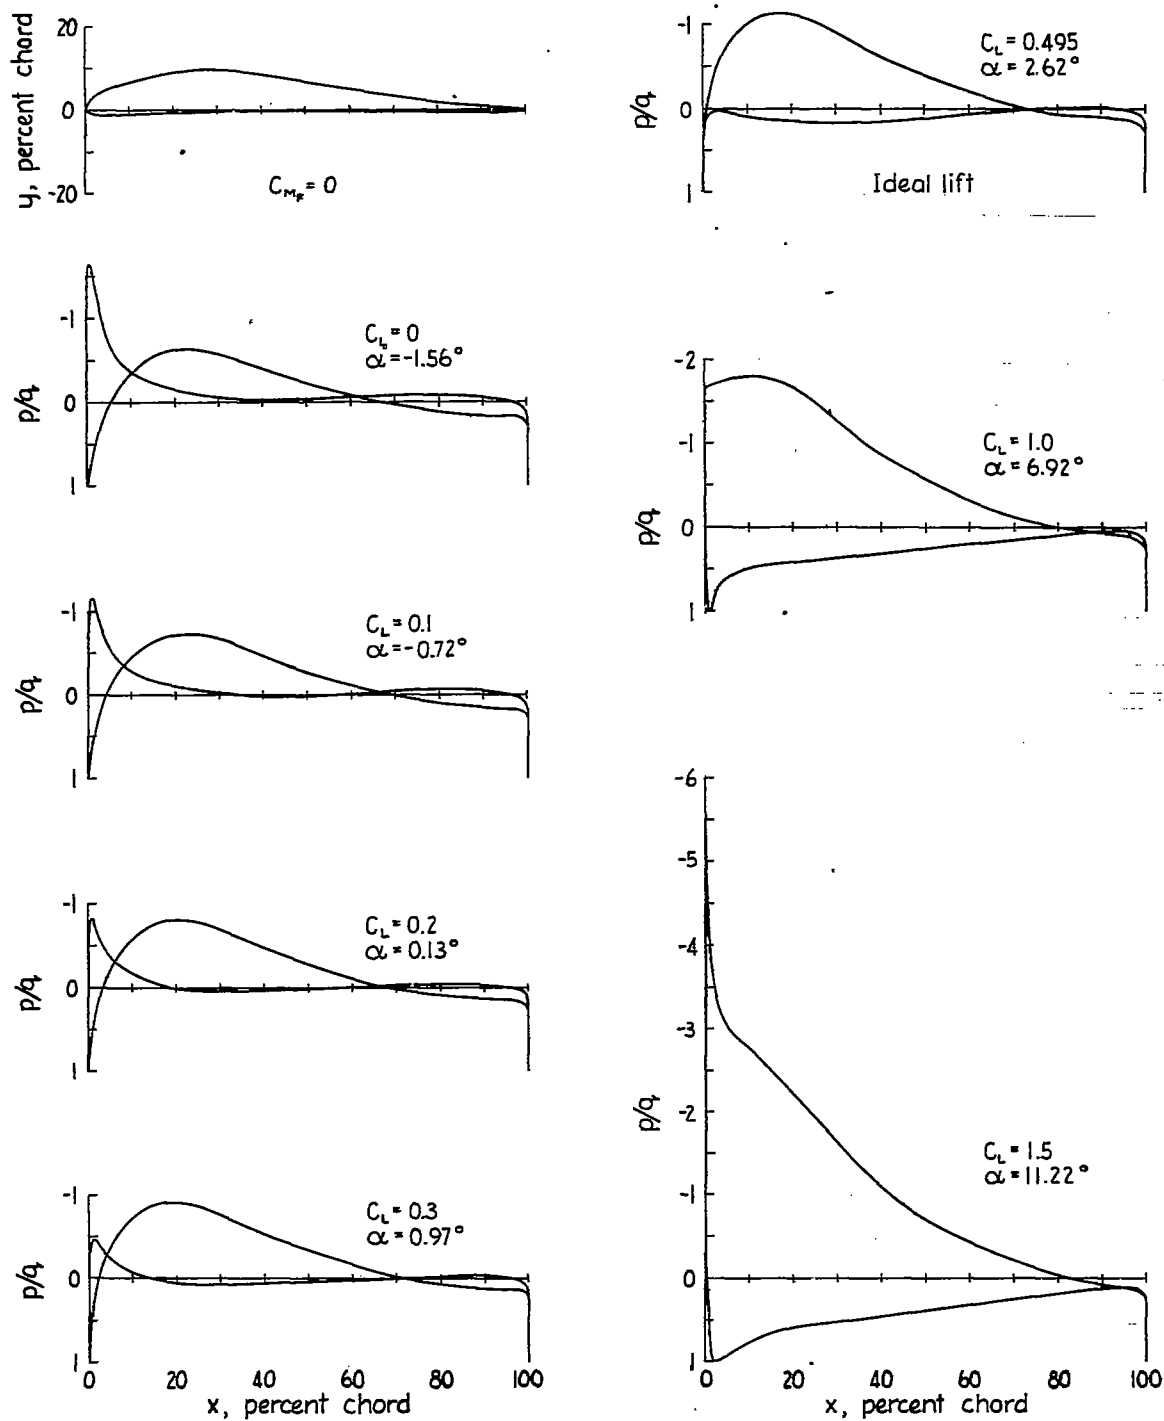 20
0
-20
y, percent chord
C_MF = 0
-1
0
1
p/q
C_L = 0
α = -1.56°
-1
0
1
p/q
C_L = 0.1
α = -0.72°
-1
0
1
p/q
C_L = 0.2
α = 0.13°
-1
0
1
p/q
C_L = 0.3
α = 0.97°
0 20 40 60 80 100
x, percent chord
-1
0
1
p/q
C_L = 0.495
α = 2.62°
Ideal lift
-2
-1
0
1
p/q
C_L = 1.0
α = 6.92°
-6
-5
-4
-3
-2
-1
0
1
p/q
C_L = 1.5
α = 11.22°
0 20 40 60 80 100
x, percent chord